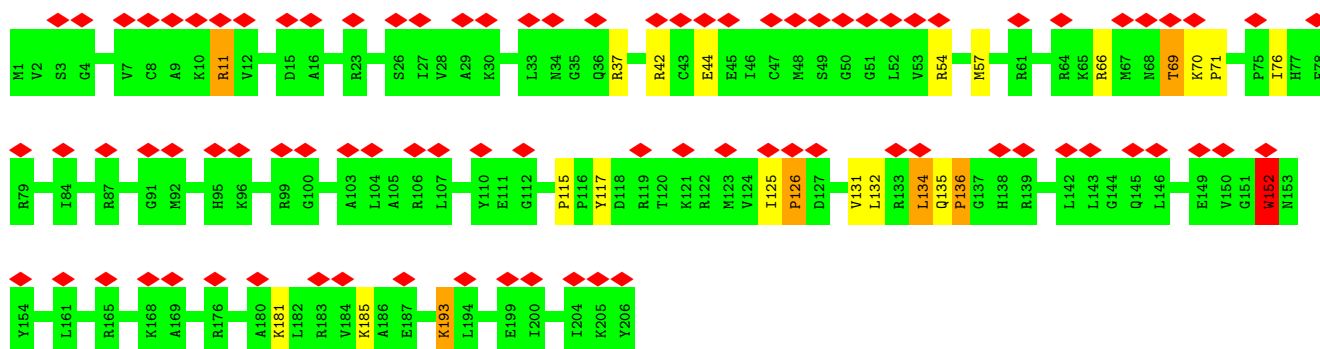 M1 V2 S3 G4 V7 C8 A9 K10 R11 V12 D15 A16 R23 S26 I27 V28 A29 K30 L33 N34 G35 Q36 R37 R42 C43 E44 E45 I46 C47 M48 S49 G50 G51 L52 V53 R54 M57 R61 R64 K65 R66 M67 N68 T69 K70 P71 P75 I76 H77
R79 I84 R87 G91 M92 H95 K96 R99 G100 A103 L104 A105 R106 L107 Y110 E111 G112 P115 P116 Y117 D118 R119 T120 K121 R122 M123 V124 I125 P126 D127 V131 L132 R133 L134 Q135 P136 G137 H138 R139 L142 L143 G144 Q145 L146 E149 V150 G151 W152 N153
Y154 L161 R165 K168 A169 R176 A180 K181 L182 R183 V184 K185 A186 E187 K193 L194 E199 I200 I204 K205 Y206